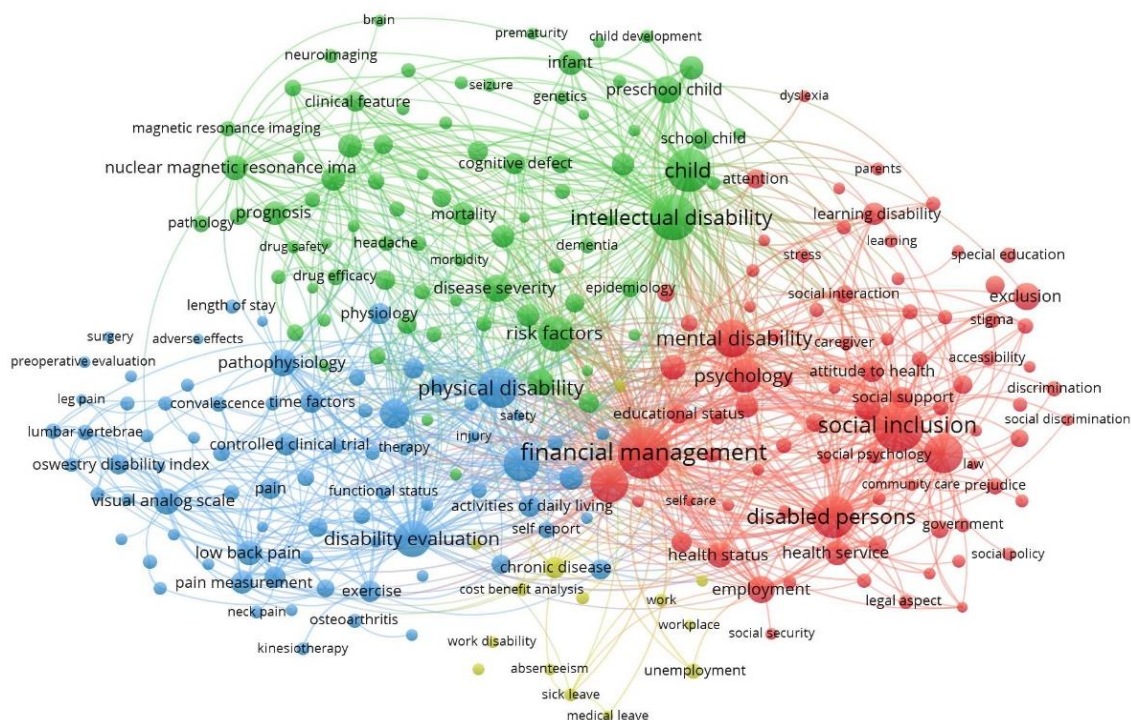 brain
prematurity
child development
neuroimaging
infant
seizure
preschool child
genetics
clinical feature
dyslexia
magnetic resonance imaging
school child
nuclear magnetic resonance ima
cognitive defect
child
parents
attention
prognosis
mortality
intellectual disability
learning disability
pathology
drug safety
headache
dementia
learning
morbidity
stress
special education
drug efficacy
disease severity
epidemiology
social interaction
exclusion
length of stay
physiology
stigma
surgery
adverse effects
risk factors
mental disability
caregiver
preoperative evaluation
pathophysiology
accessibility
psychology
attitude to health
leg pain
convalescence
time factors
physical disability
discrimination
social support
safety
educational status
social discrimination
lumbar vertebrae
controlled clinical trial
therapy
injury
social inclusion
financial management
social psychology
law
oswestry disability index
pain
functional status
community care
prejudice
visual analog scale
activities of daily living
self care
disabled persons
self report
government
disability evaluation
low back pain
health status
health service
social policy
chronic disease
pain measurement
exercise
cost benefit analysis
work
employment
legal aspect
neck pain
osteoarthritis
workplace
social security
kinesiotherapy
work disability
absenteeism
unemployment
sick leave
medical leave